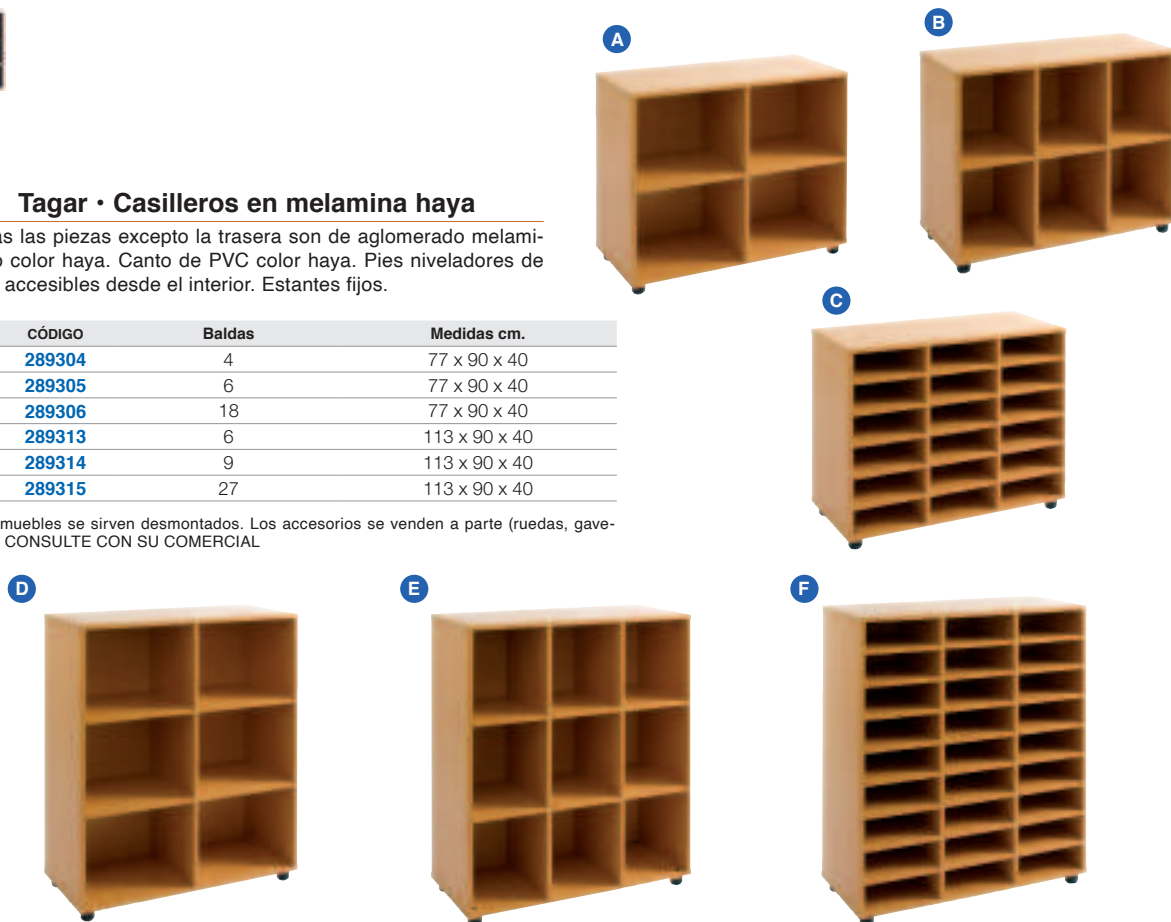 A
B
Tagar • Casilleros en melamina haya
las piezas excepto la trasera son de aglomerado melami-
color haya. Canto de PVC color haya. Pies niveladores de
accesibles desde el interior. Estantes fijos.
C
CÓDIGO Baldas Medidas cm.
289304 4 77 x 90 x 40
289305 6 77 x 90 x 40
289306 18 77 x 90 x 40
289313 6 113 x 90 x 40
289314 9 113 x 90 x 40
289315 27 113 x 90 x 40
muebles se sirven desmontados. Los accesorios se venden a parte (ruedas, gave-
CONSULTE CON SU COMERCIAL
D
E
F